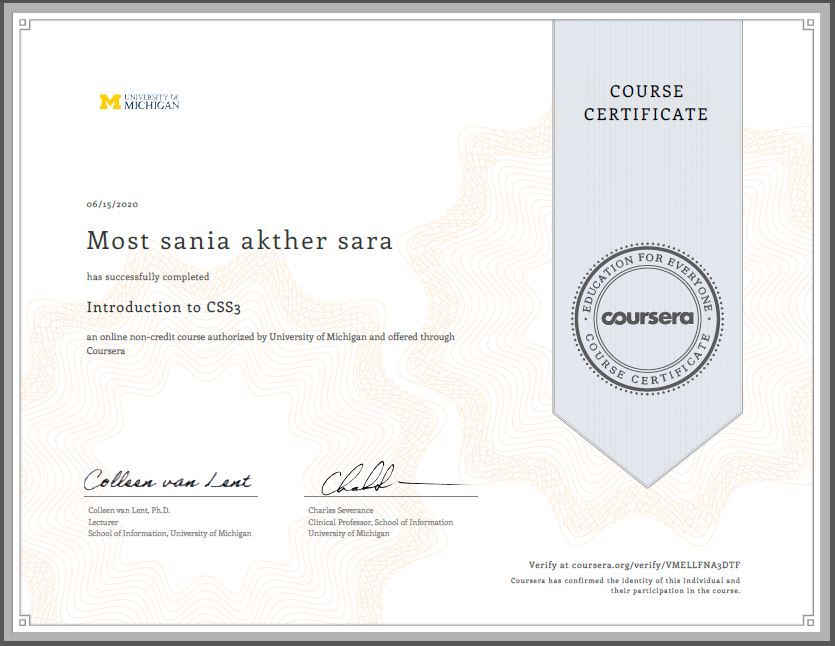 UNIVERSITY OF
MICHIGAN
COURSE
CERTIFICATE
06/15/2020
Most sania akther sara
has successfully completed
Introduction to CSS3
an online non-credit course authorized by University of Michigan and offered through
Coursera
EDUCATION FOR EVERYONE
coursera
COURSE CERTIFICATE
Colleen van Lent
Colleen van Lent, Ph.D.
Lecturer
School of Information, University of Michigan
Charles Severance
Clinical Professor, School of Information
University of Michigan
Verify at coursera.org/verify/VMELLFNA3DTF
Coursera has confirmed the identity of this individual and
their participation in the course.